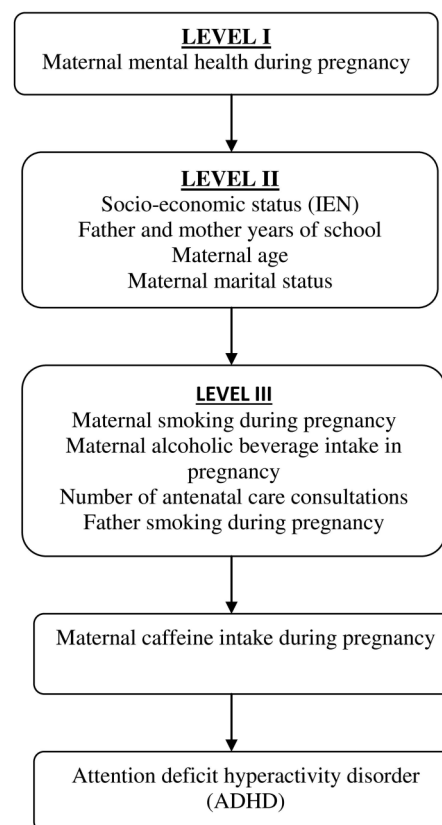 LEVEL I
Maternal mental health during pregnancy
LEVEL II
Socio-economic status (IEN)
Father and mother years of school
Maternal age
Maternal marital status
LEVEL III
Maternal smoking during pregnancy
Maternal alcoholic beverage intake in
pregnancy
Number of antenatal care consultations
Father smoking during pregnancy
Maternal caffeine intake during pregnancy
Attention deficit hyperactivity disorder
(ADHD)